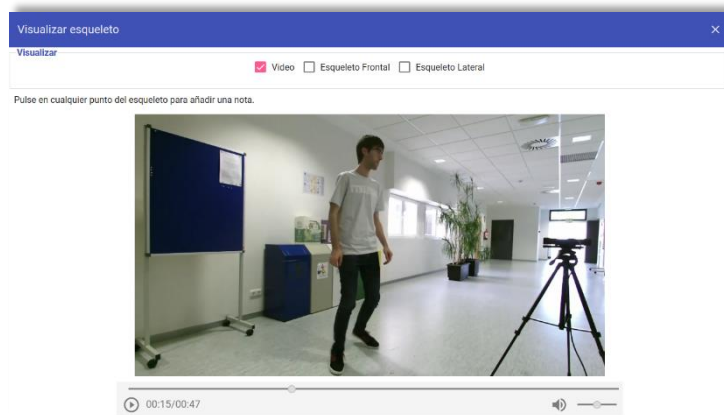 Visualizar esqueleto
Visualizar
Video Esqueleto Frontal Esqueleto Lateral
Pulse en cualquier punto del esqueleto para añadir una nota.
00:15/00:47